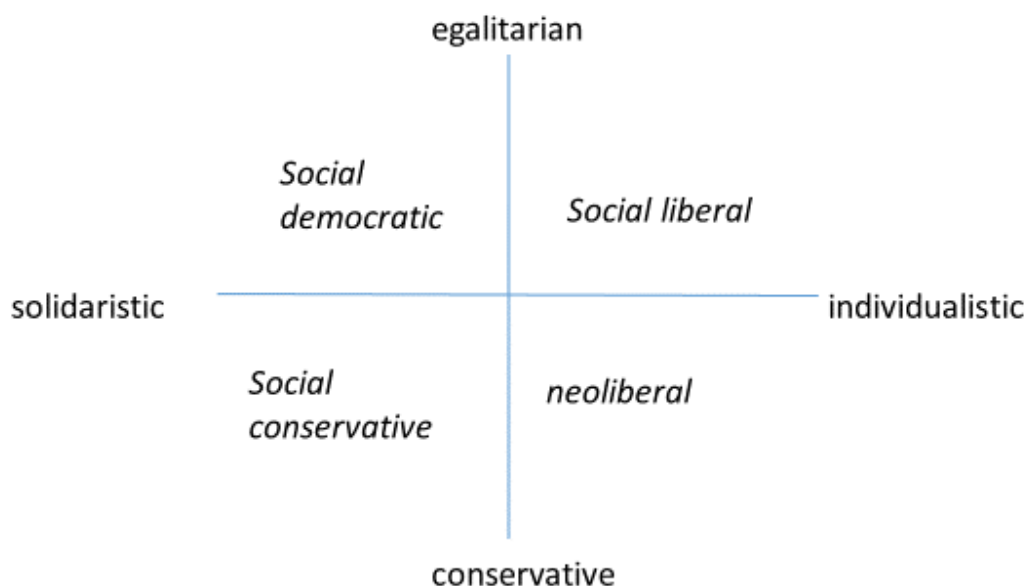 egalitarian
Social
democratic
Social liberal
solidaristic
individualistic
Social
conservative
neoliberal
conservative